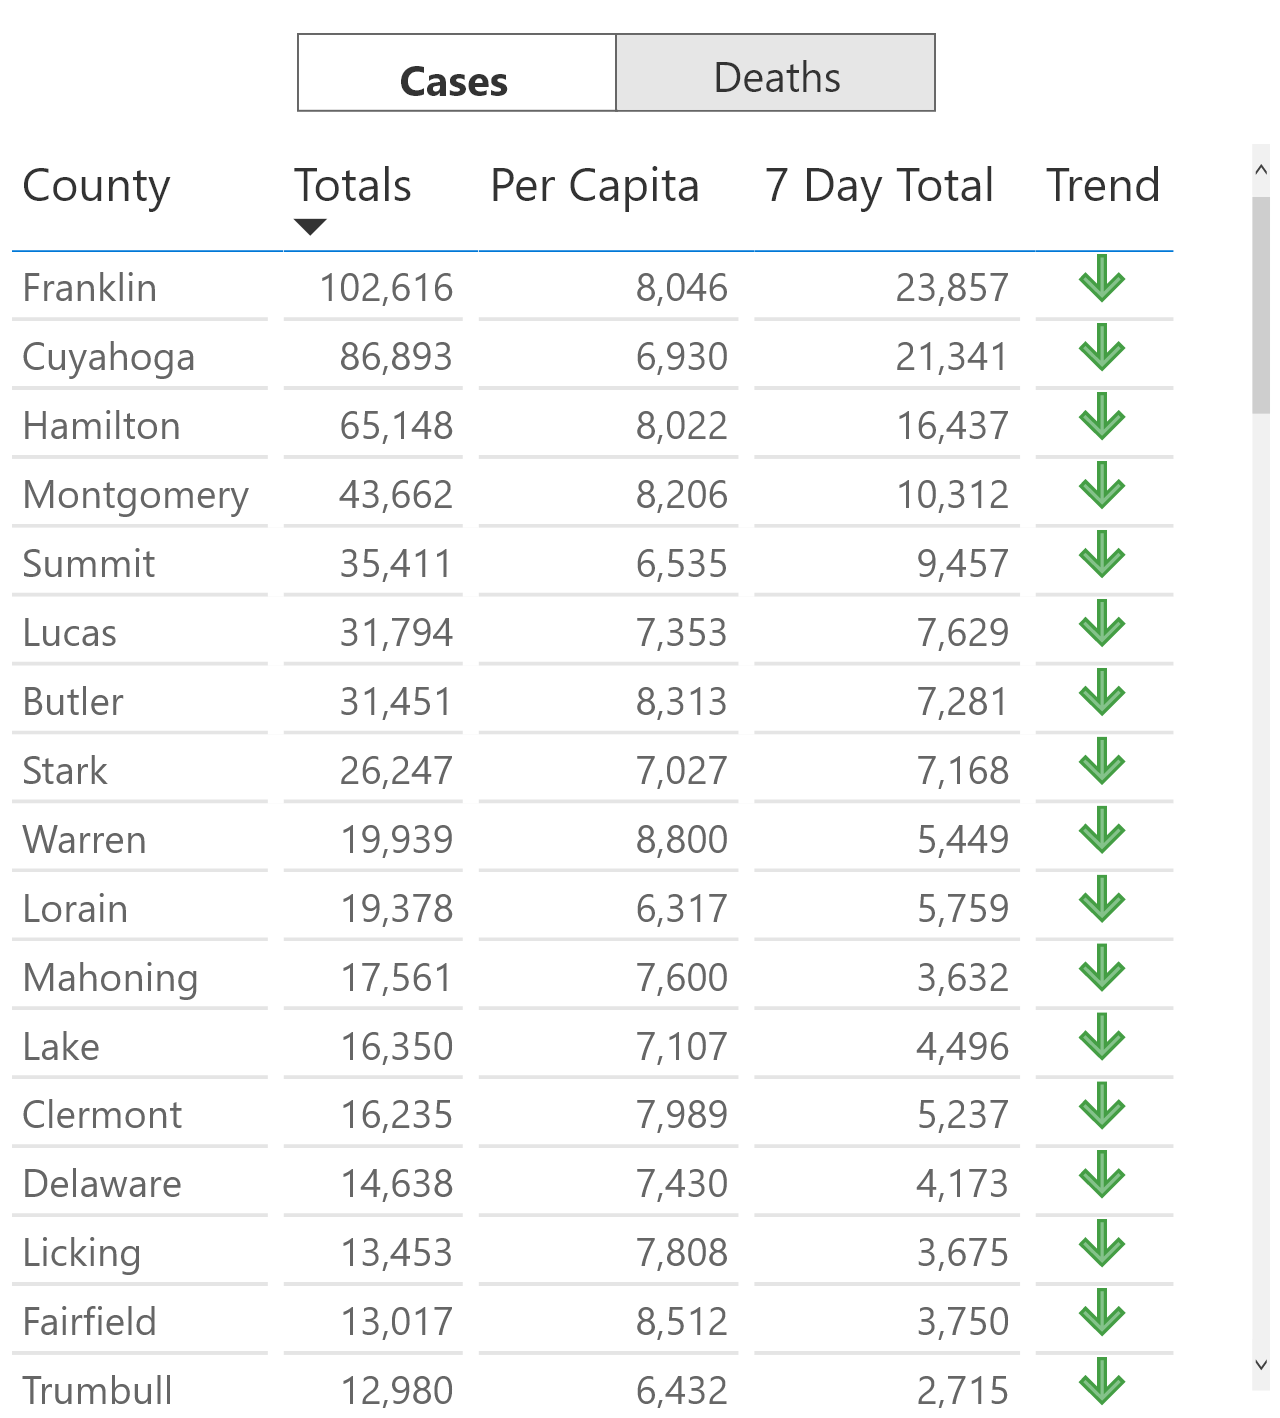 Cases Deaths
County Totals Per Capita 7 Day Total Trend
Franklin 102,616 8,046 23,857
Cuyahoga 86,893 6,930 21,341
Hamilton 65,148 8,022 16,437
Montgomery 43,662 8,206 10,312
Summit 35,411 6,535 9,457
Lucas 31,794 7,353 7,629
Butler 31,451 8,313 7,281
Stark 26,247 7,027 7,168
Warren 19,939 8,800 5,449
Lorain 19,378 6,317 5,759
Mahoning 17,561 7,600 3,632
Lake 16,350 7,107 4,496
Clermont 16,235 7,989 5,237
Delaware 14,638 7,430 4,173
Licking 13,453 7,808 3,675
Fairfield 13,017 8,512 3,750
Trumbull 12,980 6,432 2,715